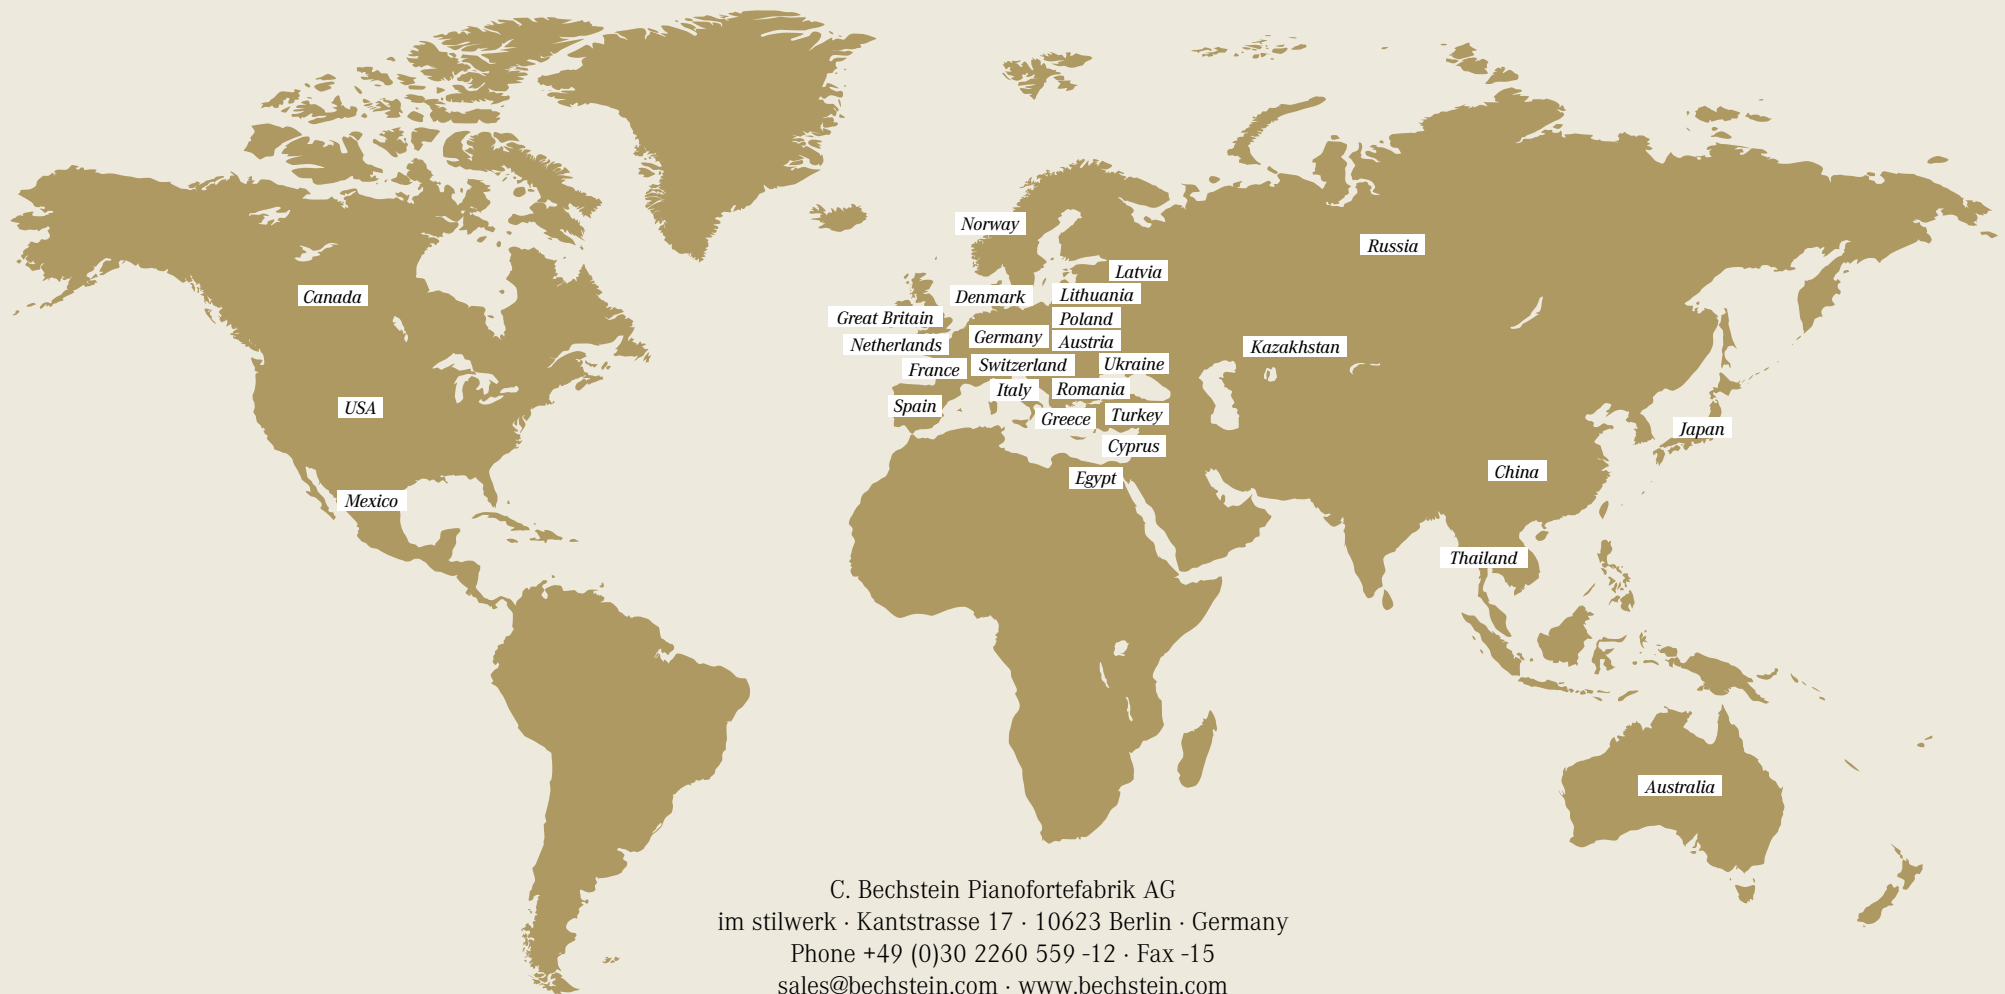 Norway
Russia
Latvia
Canada
Denmark
Lithuania
Great Britain
Poland
Germany
Austria
Netherlands
Kazakhstan
France
Switzerland
Ukraine
Italy
Romania
USA
Spain
Greece
Turkey
Japan
Cyprus
China
Egypt
Mexico
Thailand
Australia
C. Bechstein Pianofortefabrik AG
im stilwerk · Kantstrasse 17 · 10623 Berlin · Germany
Phone +49 (0)30 2260 559 -12 · Fax -15
sales@bechstein.com · www.bechstein.com